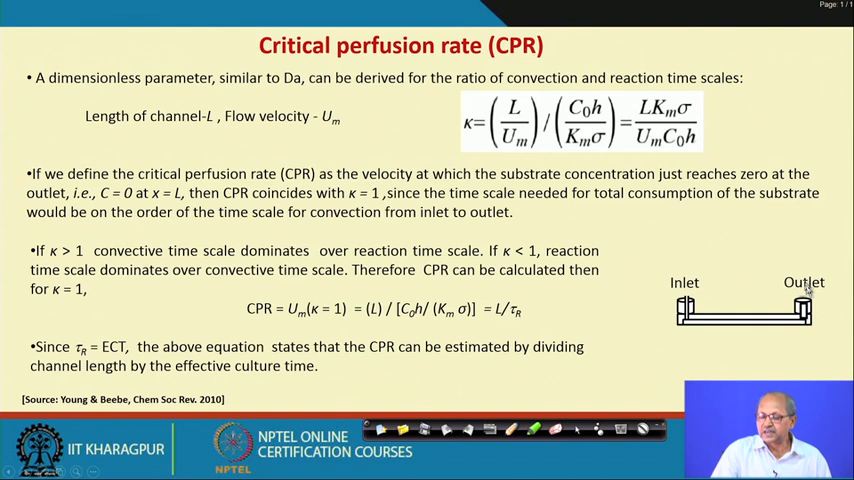 Page: 1 / 1
Critical perfusion rate (CPR)
• A dimensionless parameter, similar to Da, can be derived for the ratio of convection and reaction time scales:
Length of channel-L , Flow velocity - Uₘ
κ=(L/Uₘ)/(C₀h/Kₘσ)=LKₘσ/UₘC₀h
•If we define the critical perfusion rate (CPR) as the velocity at which the substrate concentration just reaches zero at the
outlet, i.e., C = 0 at x = L, then CPR coincides with κ = 1 ,since the time scale needed for total consumption of the substrate
would be on the order of the time scale for convection from inlet to outlet.
•If κ > 1 convective time scale dominates over reaction time scale. If κ < 1, reaction
time scale dominates over convective time scale. Therefore CPR can be calculated then
for κ = 1,
CPR = Uₘ(κ = 1) = (L) / [C₀h/ (Kₘ σ)] = L/τR
Inlet
Outlet
•Since τR = ECT, the above equation states that the CPR can be estimated by dividing
channel length by the effective culture time.
[Source: Young & Beebe, Chem Soc Rev. 2010]
IIT KHARAGPUR
NPTEL
NPTEL ONLINE
CERTIFICATION COURSES